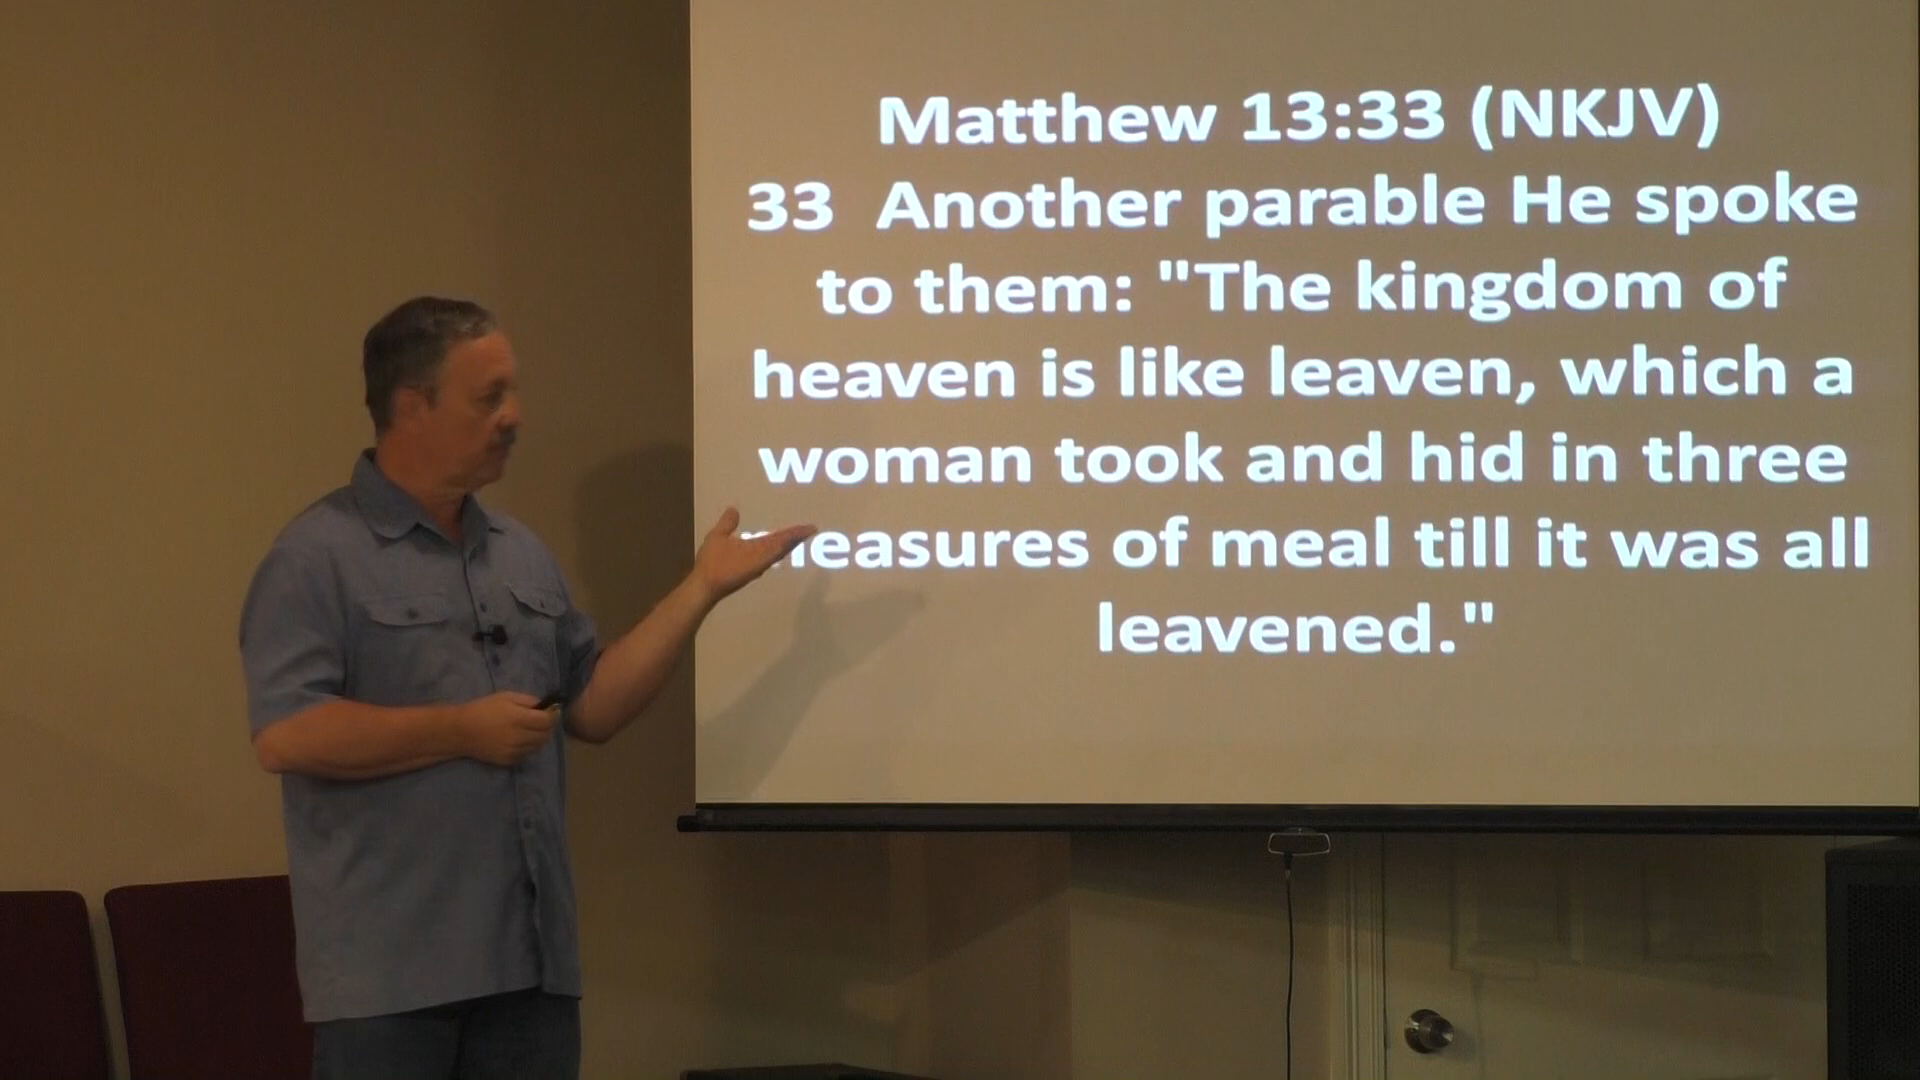 Matthew 13:33 (NKJV)
33 Another parable He spoke
to them: "The kingdom of
heaven is like leaven, which a
woman took and hid in three
measures of meal till it was all
leavened."